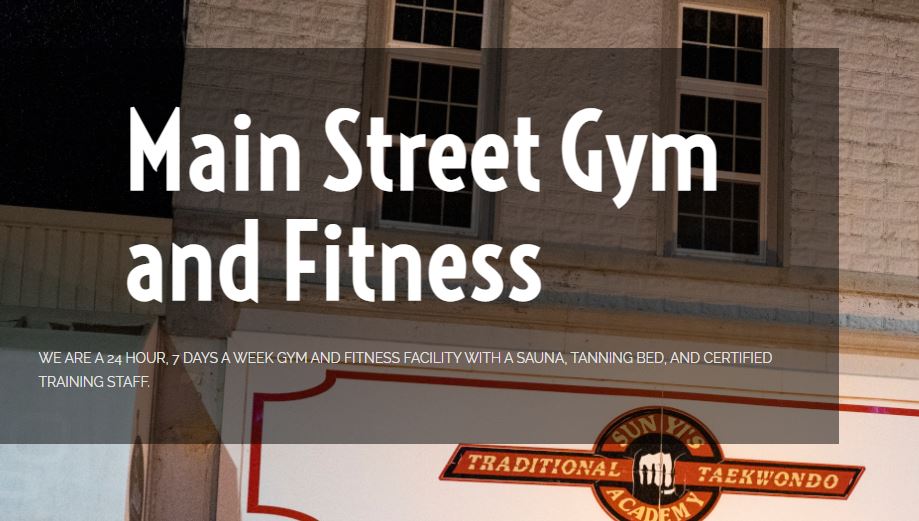 Main Street Gym
and Fitness
WE ARE A 24 HOUR, 7 DAYS A WEEK GYM AND FITNESS FACILITY WITH A SAUNA, TANNING BED, AND CERTIFIED
TRAINING STAFF.
SUN YI'S
TRADITIONAL TAEKWONDO
ACADEMY